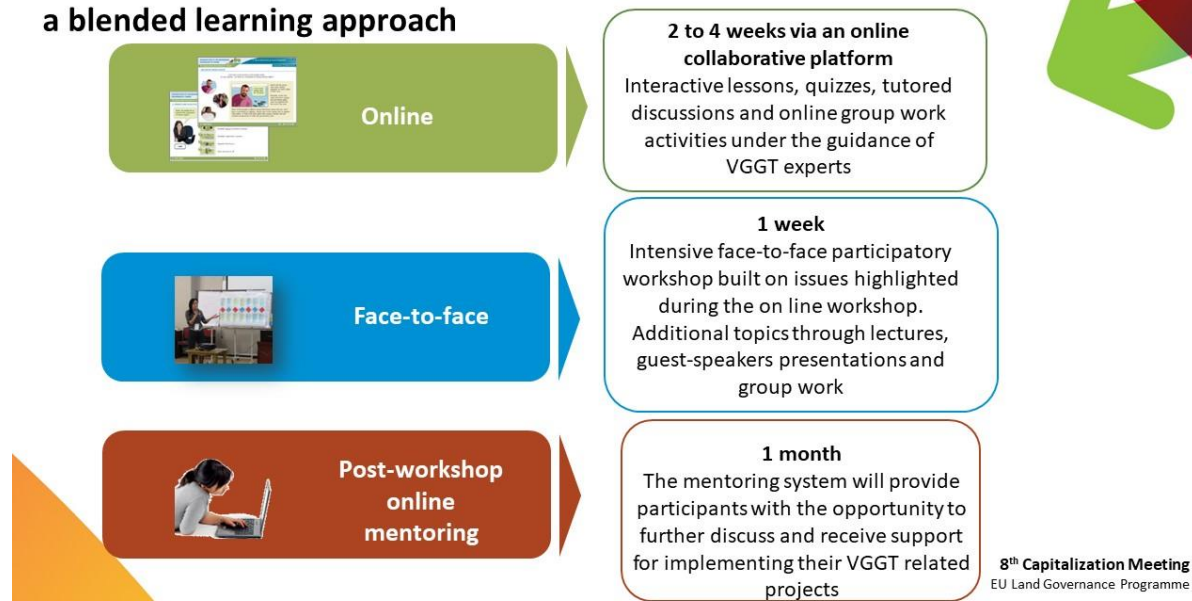 a blended learning approach
Online
2 to 4 weeks via an online
collaborative platform
Interactive lessons, quizzes, tutored
discussions and online group work
activities under the guidance of
VGGT experts
Face-to-face
1 week
Intensive face-to-face participatory
workshop built on issues highlighted
during the on line workshop.
Additional topics through lectures,
guest-speakers presentations and
group work
Post-workshop
online
mentoring
1 month
The mentoring system will provide
participants with the opportunity to
further discuss and receive support
for implementing their VGGT related
projects
8th Capitalization Meeting
EU Land Governance Programme